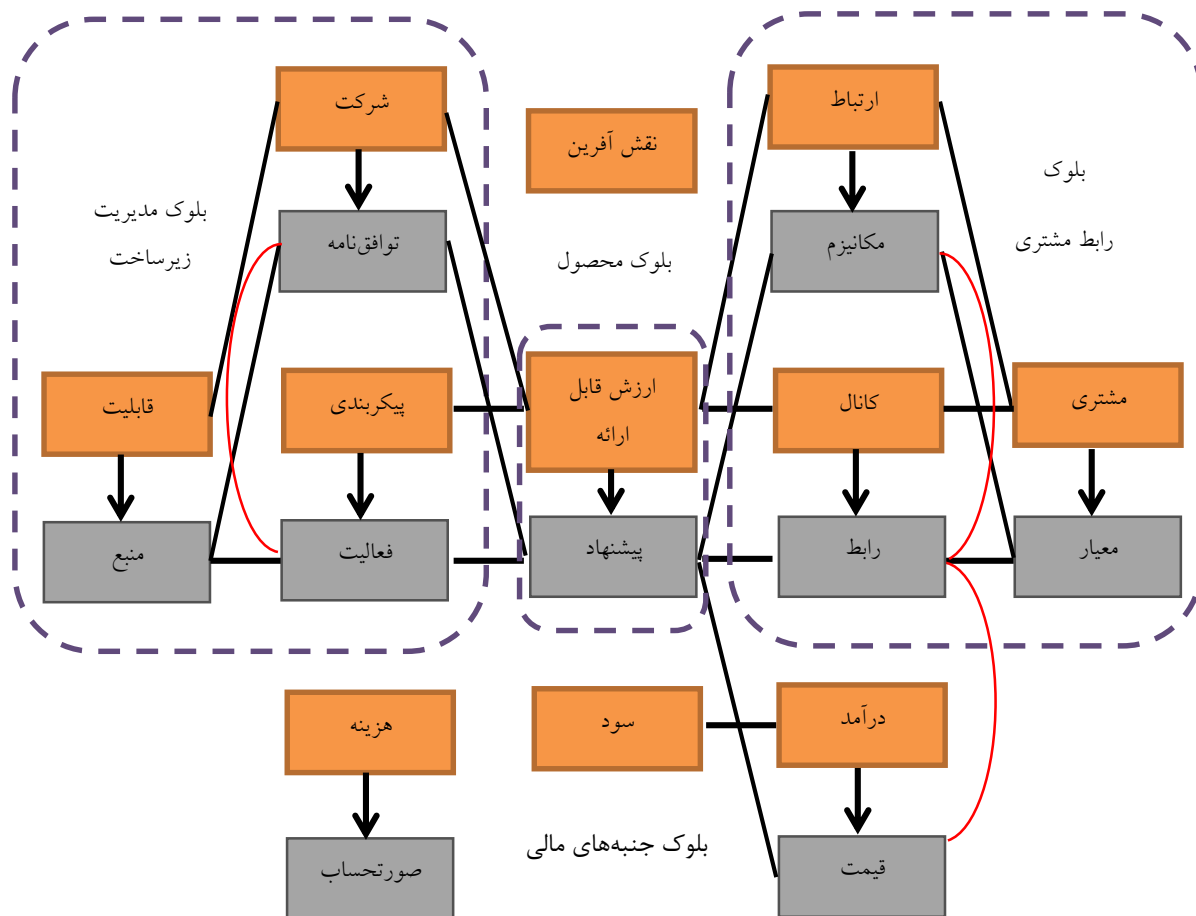 ارتباط
شرکت
نقش آفرین
بلوک
رابط مشتری
مکانیزم
بلوک محصول
توافق‌نامه
بلوک مدیریت
زیرساخت
مشتری
کانال
ارزش قابل
ارائه
پیکربندی
قابلیت
معیار
رابط
پیشنهاد
فعالیت
منبع
درآمد
سود
هزینه
قیمت
بلوک جنبه‌های مالی
صورتحساب